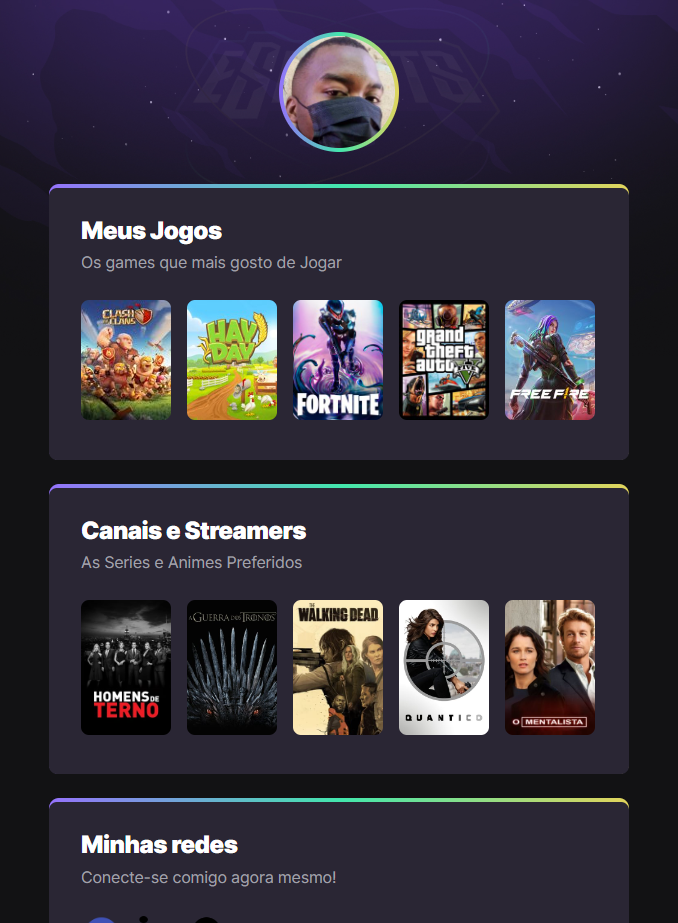 ESPORTS
Meus Jogos
Os games que mais gosto de Jogar
CLASH OF CLANS
HAY DAY
FORTNITE
grand theft auto V
FREE FIRE
Canais e Streamers
As Series e Animes Preferidos
HOMENS DE TERNO
A GUERRA DOS TRONOS
THE WALKING DEAD
QUANTICO
O MENTALISTA
Minhas redes
Conecte-se comigo agora mesmo!